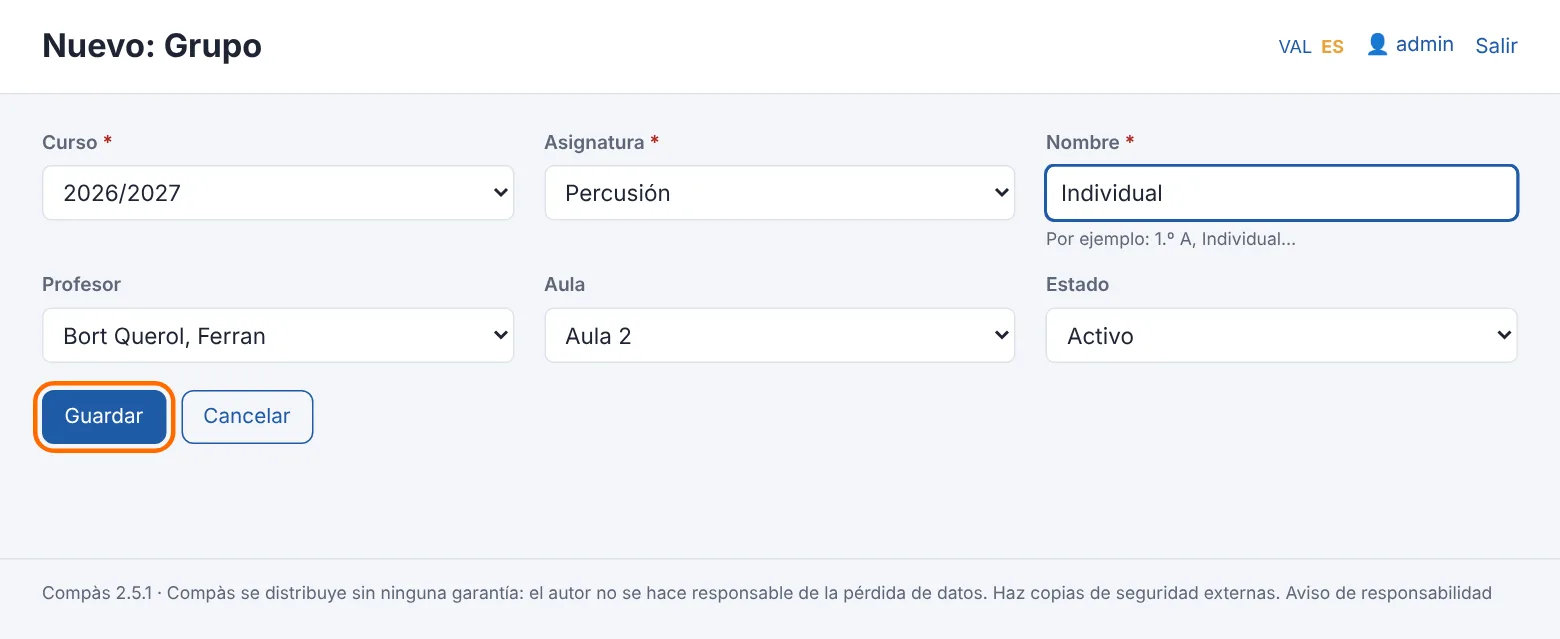 Nuevo: Grupo
VAL ES admin Salir
Curso * Asignatura * Nombre *
2026/2027 Percusión Individual
Por ejemplo: 1.º A, Individual...
Profesor Aula Estado
Bort Querol, Ferran Aula 2 Activo
Guardar Cancelar
Compàs 2.5.1 · Compàs se distribuye sin ninguna garantía: el autor no se hace responsable de la pérdida de datos. Haz copias de seguridad externas. Aviso de responsabilidad